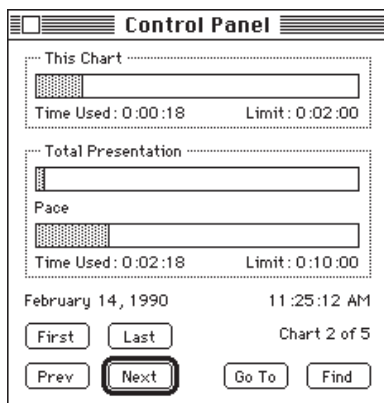 Control Panel
This Chart
Time Used: 0:00:18 Limit: 0:02:00
Total Presentation
Pace
Time Used: 0:02:18 Limit: 0:10:00
February 14, 1990 11:25:12 AM
First Last Chart 2 of 5
Prev Next Go To Find